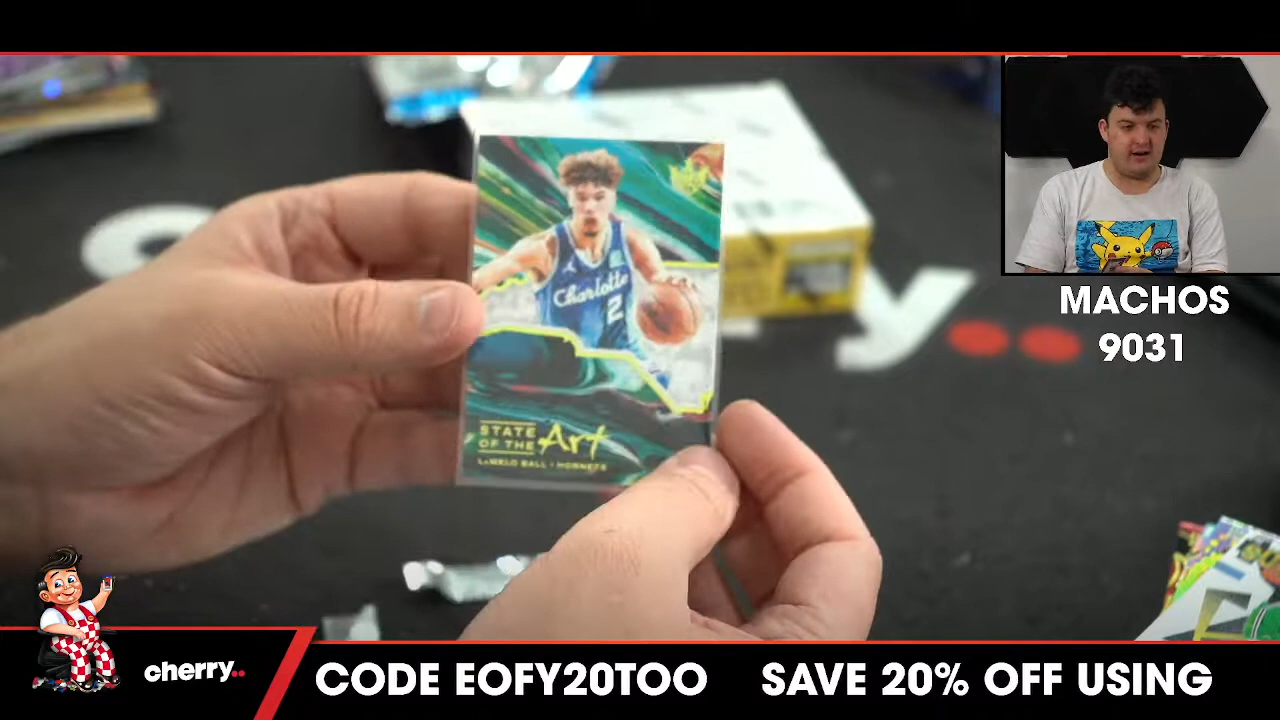 MACHOS
9031
Charlotte
2
STATE
OF THE Art
LaMELO BALL • HORNETS
y..
cherry..
CODE EOFY20TOO
SAVE 20% OFF USING